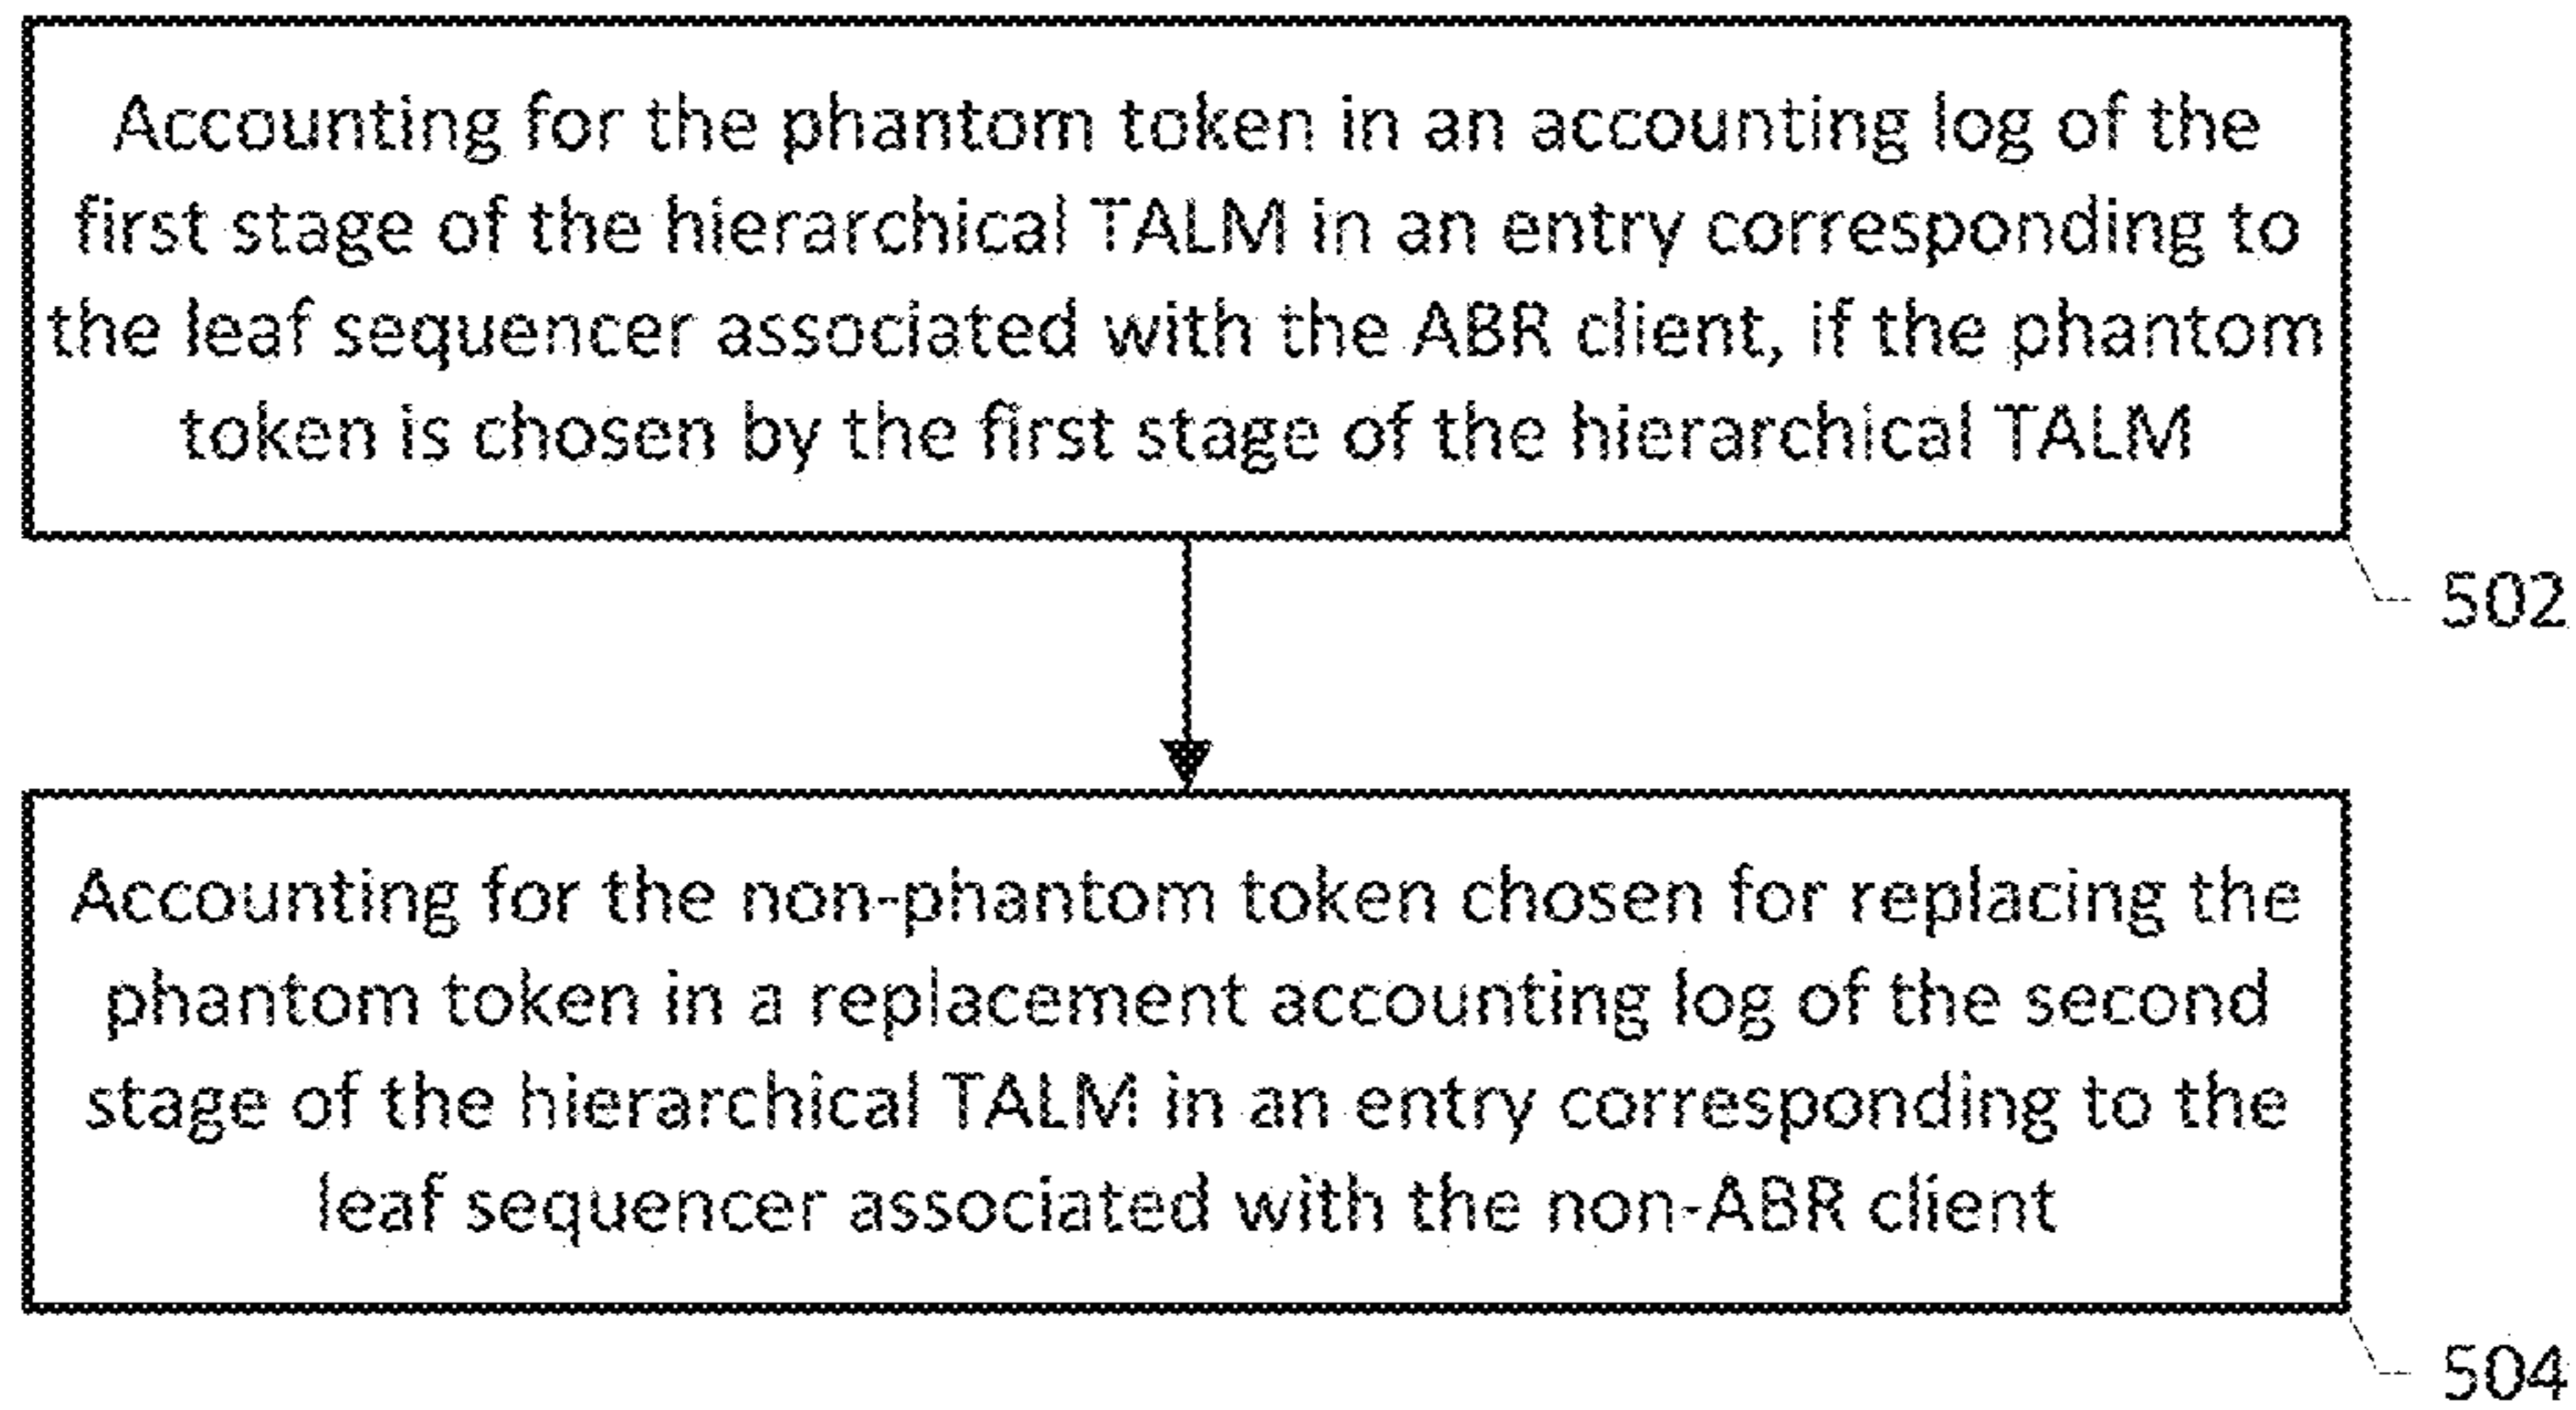 Accounting for the phantom token in an accounting log of the
first stage of the hierarchical TALM in an entry corresponding to
the leaf sequencer associated with the ABR client, if the phantom
token is chosen by the first stage of the hierarchical TALM
502
Accounting for the non-phantom token chosen for replacing the
phantom token in a replacement accounting log of the second
stage of the hierarchical TALM in an entry corresponding to the
leaf sequencer associated with the non-ABR client
504